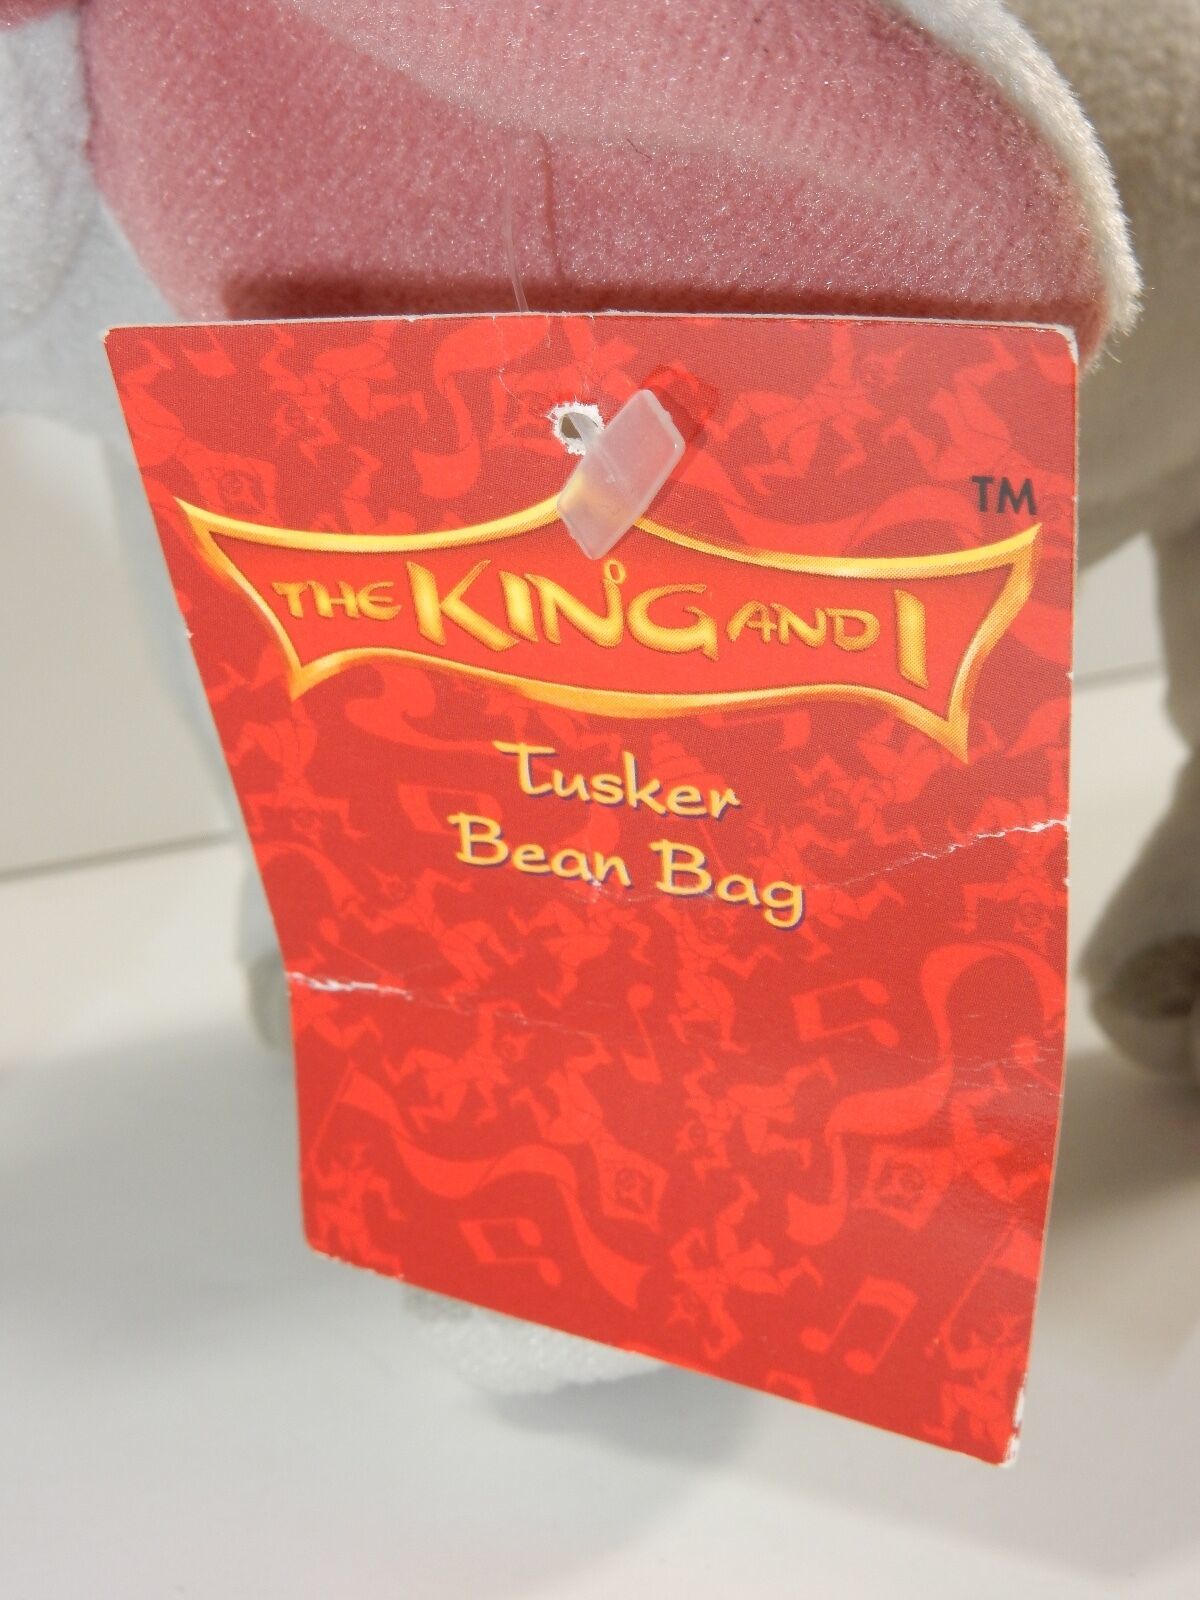 TM
THE KING AND I
Tusker
Bean Bag